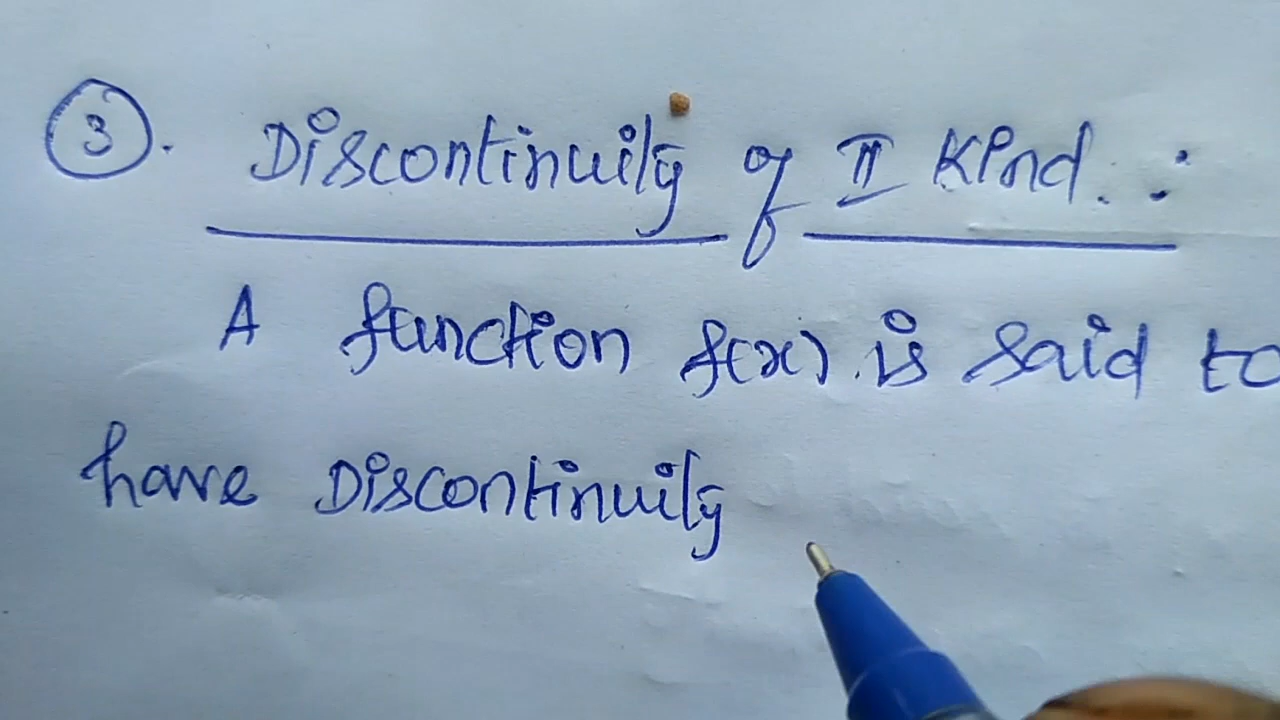 3. Discontinuity of II Kind. :
A function f(x) is said to
have Discontinuity